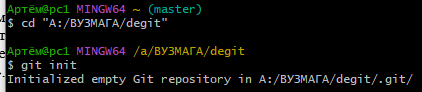 Артём@pc1 MINGW64 ~ (master)
$ cd "A:/ВУЗМАГА/degit"
Артём@pc1 MINGW64 /a/ВУЗМАГА/degit
$ git init
Initialized empty Git repository in A:/ВУЗМАГА/degit/.git/